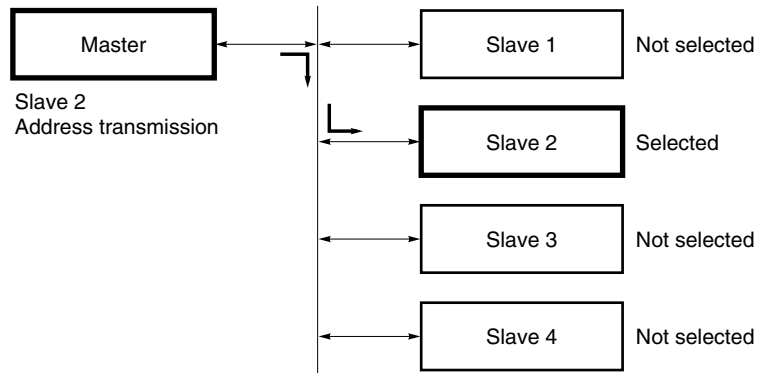 Master
Slave 2
Address transmission
Slave 1
Not selected
Slave 2
Selected
Slave 3
Not selected
Slave 4
Not selected